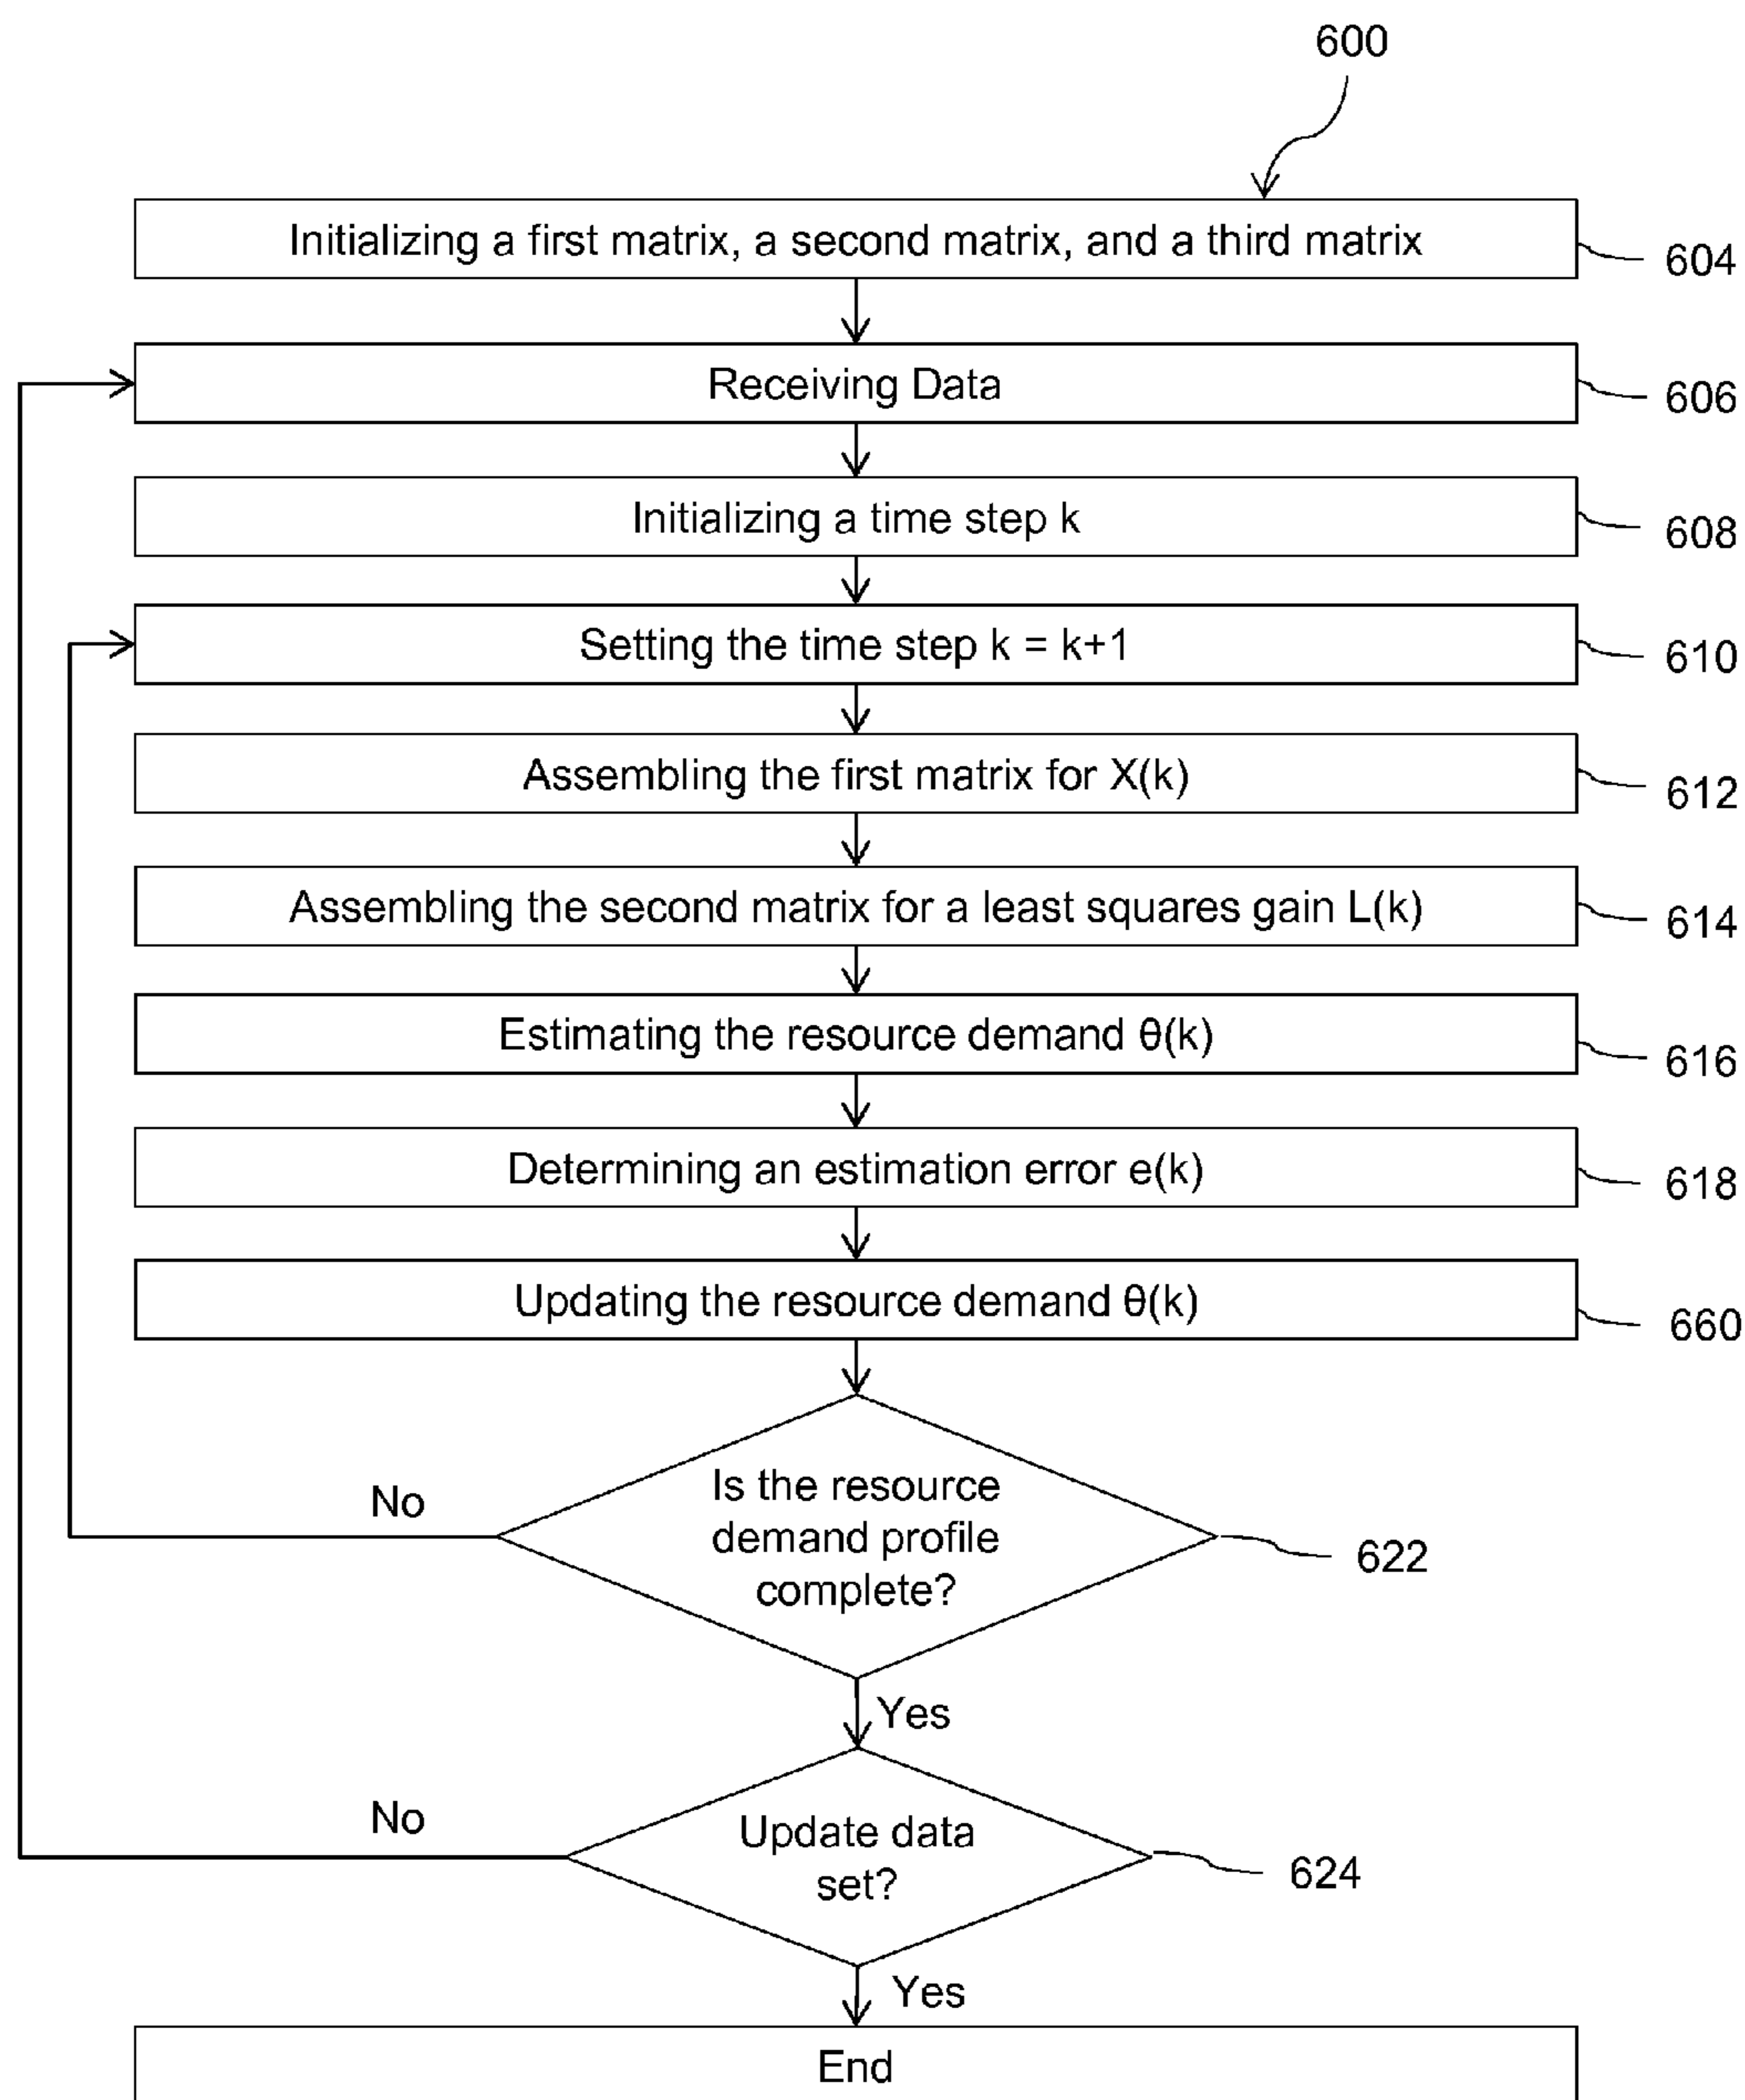 600
Initializing a first matrix, a second matrix, and a third matrix
604
Receiving Data
606
Initializing a time step k
608
Setting the time step k = k+1
610
Assembling the first matrix for X(k)
612
Assembling the second matrix for a least squares gain L(k)
614
Estimating the resource demand θ(k)
616
Determining an estimation error e(k)
618
Updating the resource demand θ(k)
660
Is the resource
demand profile
complete?
No
622
Yes
Update data
set?
No
624
Yes
End